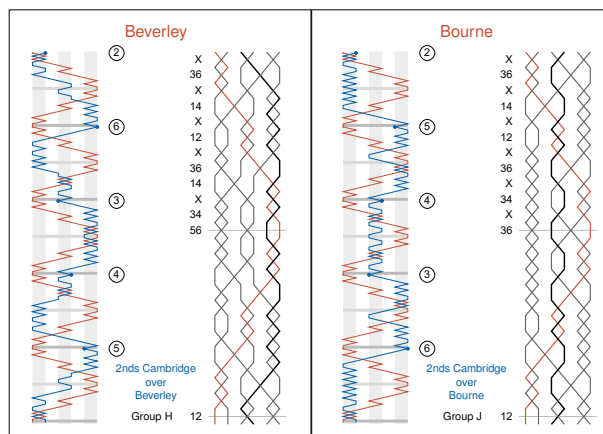 Beverley
2
X
36
X
14
X
6
12
X
36
14
X
3
34
56
4
5
2nds Cambridge
over
Beverley
Group H 12
Bourne
2
X
36
X
14
X
5
12
X
36
X
4
34
X
36
3
6
2nds Cambridge
over
Bourne
Group J 12